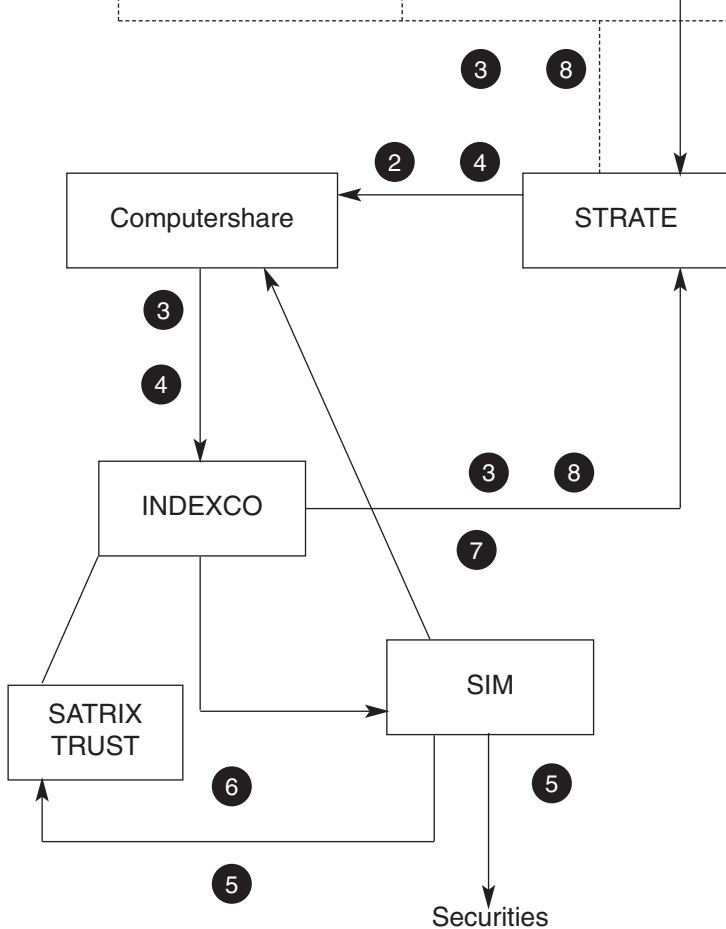 3 8
2 4
Computershare
STRATE
3
4
INDEXCO
3 8
7
SIM
SATRIX
TRUST
6
5
5
Securities